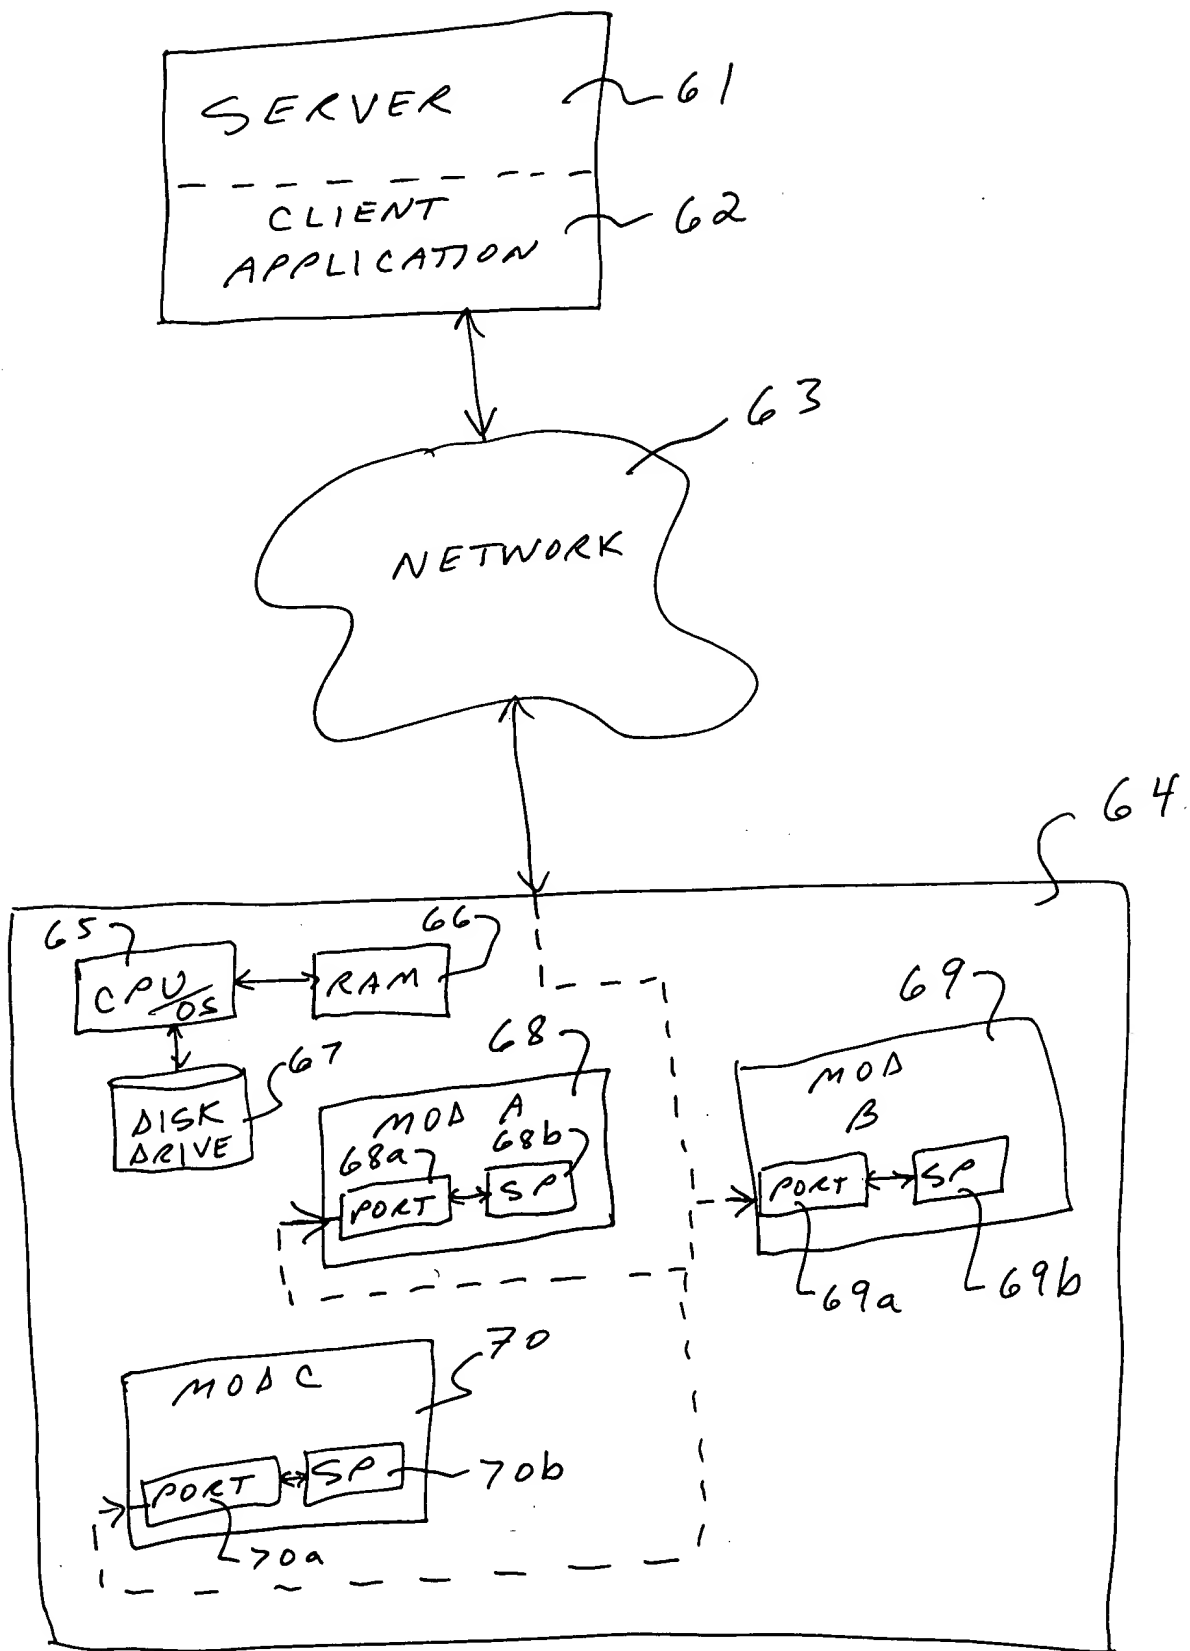 SERVER
61
CLIENT
APPLICATION
62
63
NETWORK
64
65
CPU/OS
66
RAM
67
DISK
DRIVE
68
MOD A
68a
68b
PORT
SP
69
MOD
B
PORT
SP
69a
69b
70
MOD C
PORT
SP
70b
70a